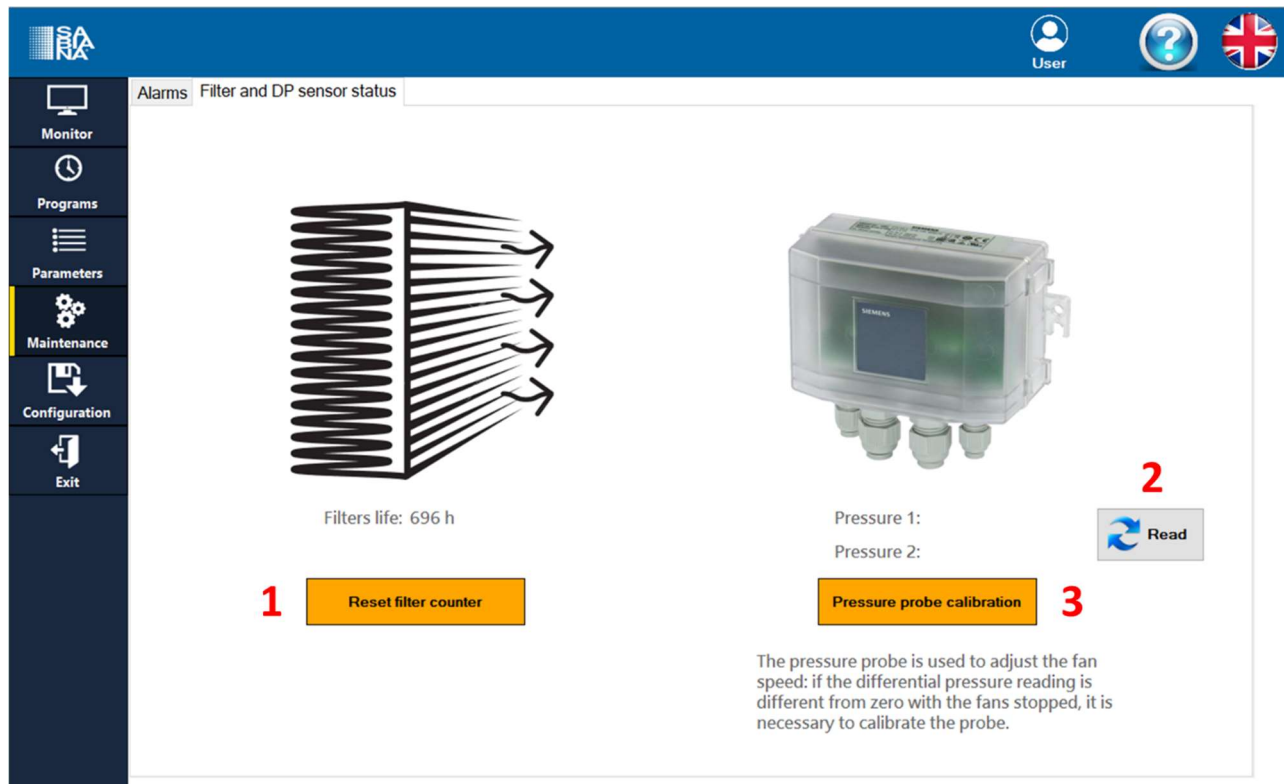 SABIANA
User
Alarms
Filter and DP sensor status
Monitor
Programs
Parameters
Maintenance
Configuration
Exit
SIEMENS
Filters life: 696 h
1
Reset filter counter
Pressure 1:
Pressure 2:
2
Read
Pressure probe calibration
3
The pressure probe is used to adjust the fan
speed: if the differential pressure reading is
different from zero with the fans stopped, it is
necessary to calibrate the probe.